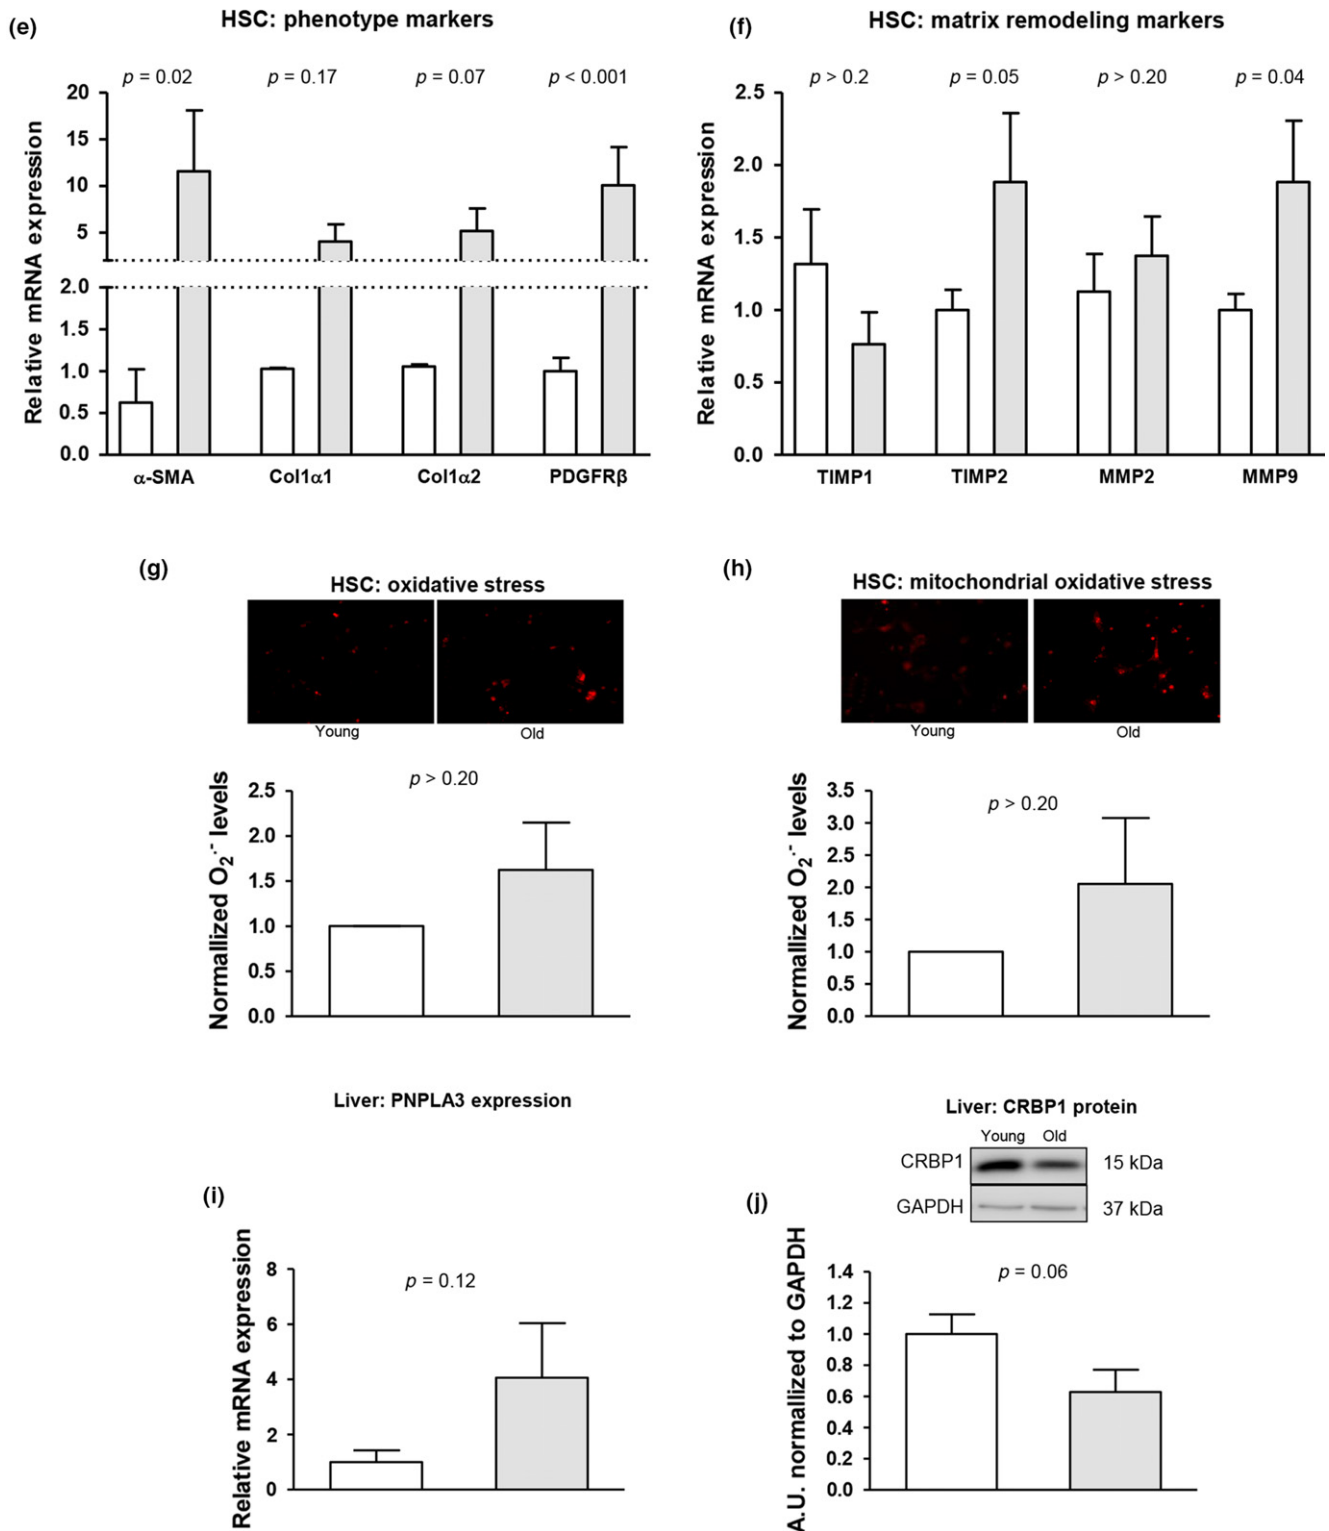 (e)
HSC: phenotype markers
p = 0.02
p = 0.17
p = 0.07
p < 0.001
Relative mRNA expression
20
15
10
5
2.0
1.5
1.0
0.5
0.0
α-SMA
Col1α1
Col1α2
PDGFRβ
(f)
HSC: matrix remodeling markers
p > 0.2
p = 0.05
p > 0.20
p = 0.04
Relative mRNA expression
2.5
2.0
1.5
1.0
0.5
0.0
TIMP1
TIMP2
MMP2
MMP9
(g)
HSC: oxidative stress
Young
Old
p > 0.20
Normallized O₂·⁻ levels
2.5
2.0
1.5
1.0
0.5
0.0
(h)
HSC: mitochondrial oxidative stress
Young
Old
p > 0.20
Normallized O₂·⁻ levels
3.5
3.0
2.5
2.0
1.5
1.0
0.5
0.0
Liver: PNPLA3 expression
(i)
p = 0.12
Relative mRNA expression
8
6
4
2
0
Liver: CRBP1 protein
Young Old
CRBP1 15 kDa
GAPDH 37 kDa
(j)
p = 0.06
A.U. normallized to GAPDH
1.4
1.2
1.0
0.8
0.6
0.4
0.2
0.0